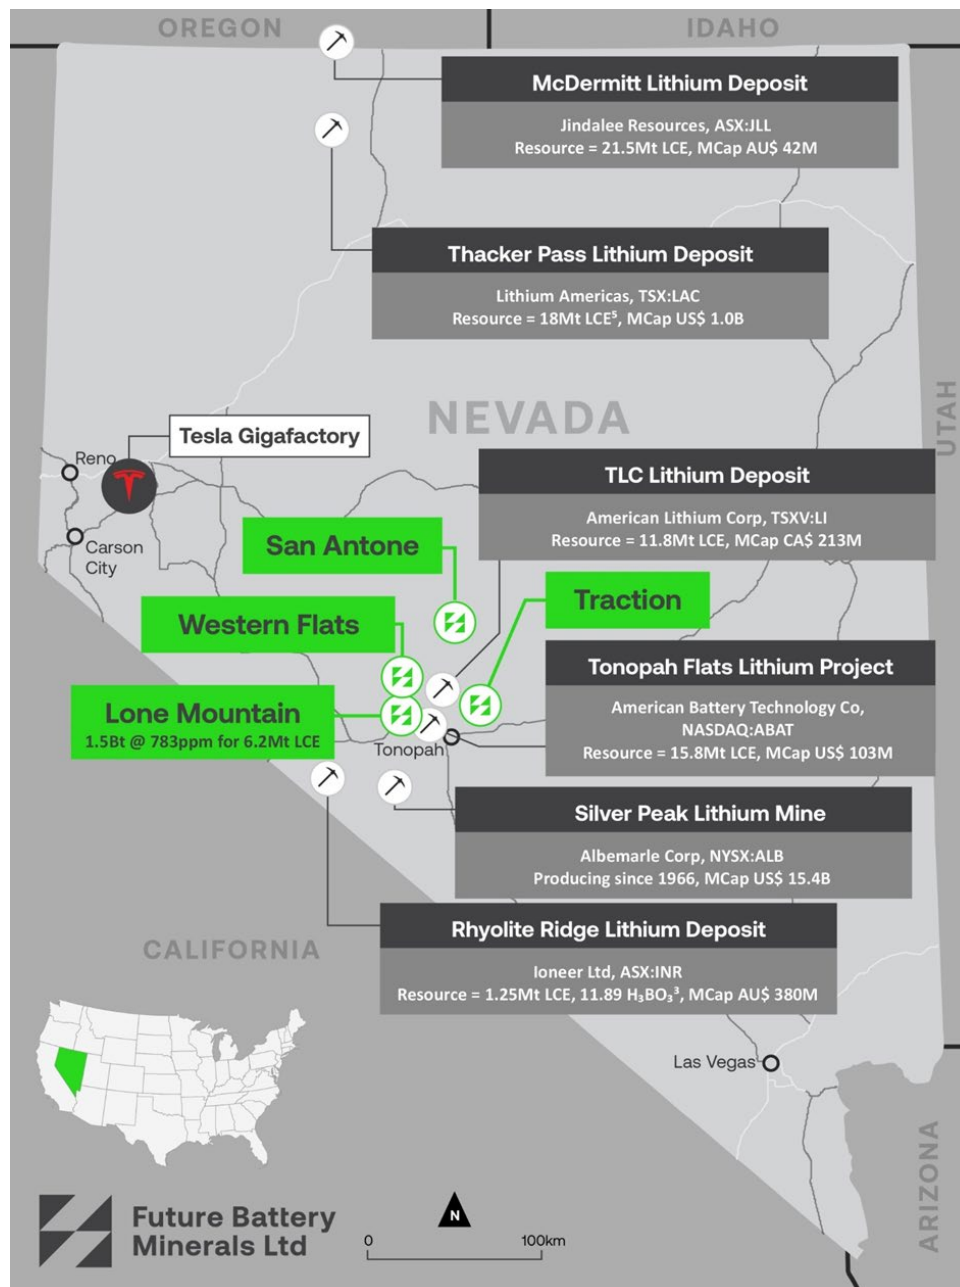 OREGON
IDAHO
McDermitt Lithium Deposit
Jindalee Resources, ASX:JLL
Resource = 21.5Mt LCE, MCap AU$ 42M
Thacker Pass Lithium Deposit
Lithium Americas, TSX:LAC
Resource = 18Mt LCE⁵, MCap US$ 1.0B
NEVADA
UTAH
Tesla Gigafactory
Reno
Carson
City
TLC Lithium Deposit
American Lithium Corp, TSXV:LI
Resource = 11.8Mt LCE, MCap CA$ 213M
San Antone
Traction
Western Flats
Tonopah Flats Lithium Project
American Battery Technology Co,
NASDAQ:ABAT
Resource = 15.8Mt LCE, MCap US$ 103M
Lone Mountain
1.5Bt @ 783ppm for 6.2Mt LCE
Tonopah
Silver Peak Lithium Mine
Albemarle Corp, NYSX:ALB
Producing since 1966, MCap US$ 15.4B
Rhyolite Ridge Lithium Deposit
Ioneer Ltd, ASX:INR
Resource = 1.25Mt LCE, 11.89 H₃BO₃³, MCap AU$ 380M
CALIFORNIA
Las Vegas
ARIZONA
Future Battery
Minerals Ltd
N
0 100km